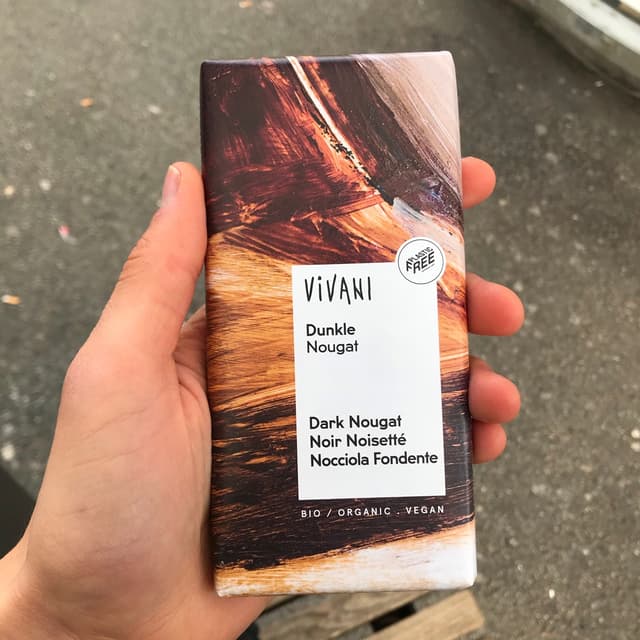 PLASTIC
FREE
ViVANI
Dunkle
Nougat
Dark Nougat
Noir Noisetté
Nocciola Fondente
BIO / ORGANIC . VEGAN